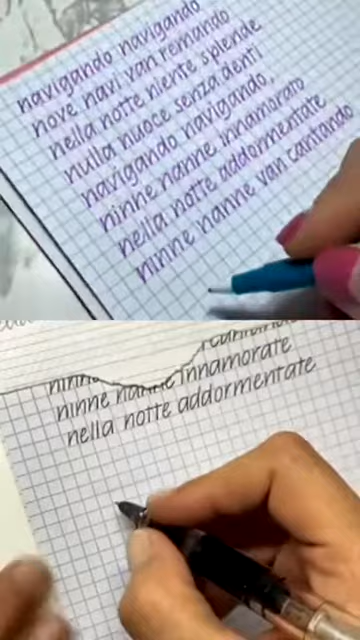 navigando navigando
nove navi van remando
nella notte niente splende
nulla nuoce senza denti
navigando navigando,
ninne nanne innamorate
nella notte addormentate
ninne nanne van cantando
ninne
ninne nanne innamorate
nella notte addormentate